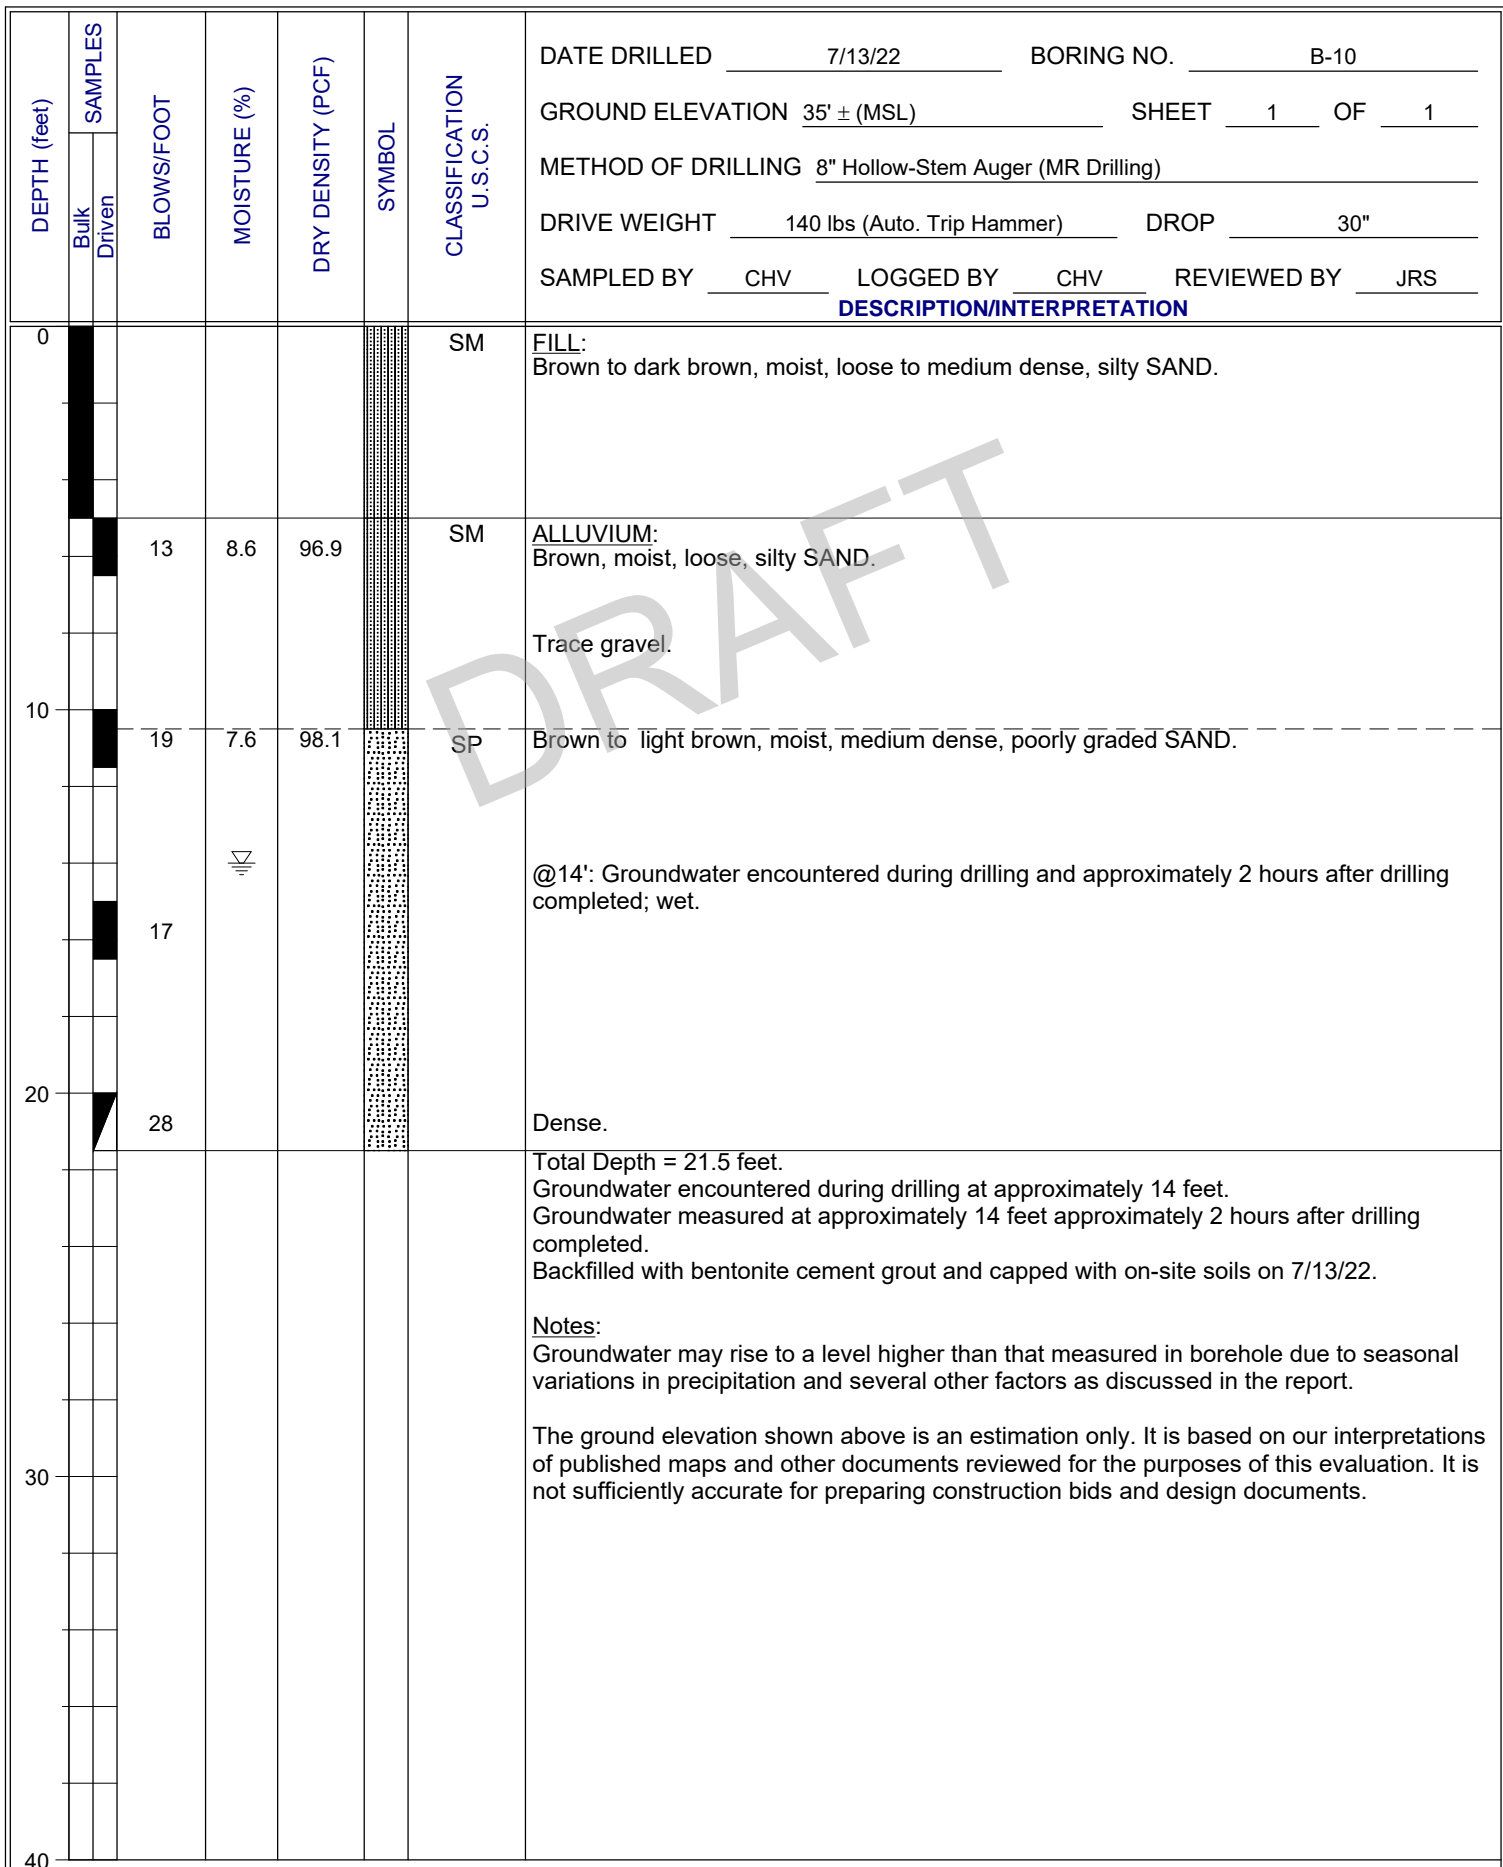 DEPTH (feet)
SAMPLES
Bulk
Driven
BLOWS/FOOT
MOISTURE (%)
DRY DENSITY (PCF)
SYMBOL
CLASSIFICATION
U.S.C.S.
DATE DRILLED 7/13/22 BORING NO. B-10
GROUND ELEVATION 35' ± (MSL) SHEET 1 OF 1
METHOD OF DRILLING 8" Hollow-Stem Auger (MR Drilling)
DRIVE WEIGHT 140 lbs (Auto. Trip Hammer) DROP 30"
SAMPLED BY CHV LOGGED BY CHV REVIEWED BY JRS
DESCRIPTION/INTERPRETATION
0 SM FILL:
Brown to dark brown, moist, loose to medium dense, silty SAND.
SM ALLUVIUM:
13 8.6 96.9 Brown, moist, loose, silty SAND.
Trace gravel.
10
19 7.6 98.1 SP Brown to light brown, moist, medium dense, poorly graded SAND.
@14': Groundwater encountered during drilling and approximately 2 hours after drilling
completed; wet.
17
20
28 Dense.
Total Depth = 21.5 feet.
Groundwater encountered during drilling at approximately 14 feet.
Groundwater measured at approximately 14 feet approximately 2 hours after drilling
completed.
Backfilled with bentonite cement grout and capped with on-site soils on 7/13/22.
Notes:
Groundwater may rise to a level higher than that measured in borehole due to seasonal
variations in precipitation and several other factors as discussed in the report.
The ground elevation shown above is an estimation only. It is based on our interpretations
of published maps and other documents reviewed for the purposes of this evaluation. It is
30
not sufficiently accurate for preparing construction bids and design documents.
40
DRAFT